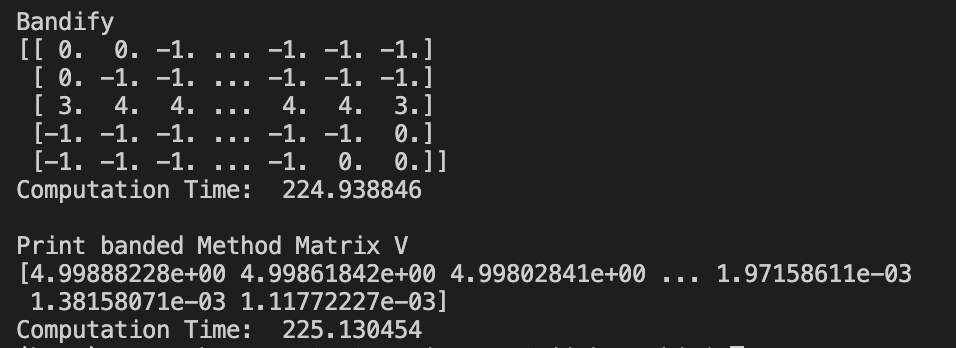 Bandify
[[ 0.  0. -1. ... -1. -1. -1.]
 [ 0. -1. -1. ... -1. -1. -1.]
 [ 3.  4.  4. ...  4.  4.  3.]
 [-1. -1. -1. ... -1. -1.  0.]
 [-1. -1. -1. ... -1.  0.  0.]]
Computation Time:  224.938846
Print banded Method Matrix V
[4.99888228e+00 4.99861842e+00 4.99802841e+00 ... 1.97158611e-03
 1.38158071e-03 1.11772227e-03]
Computation Time:  225.130454